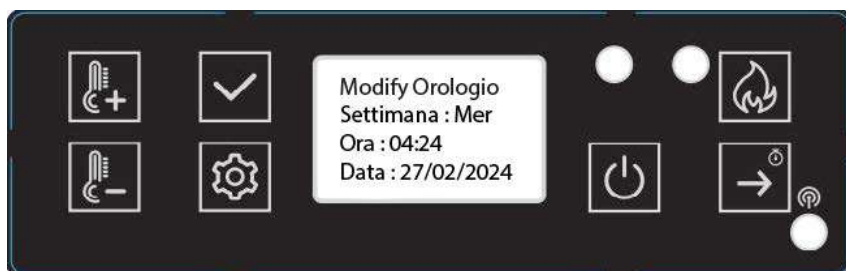 Modify Orologio
Settimana : Mer
Ora : 04:24
Data : 27/02/2024